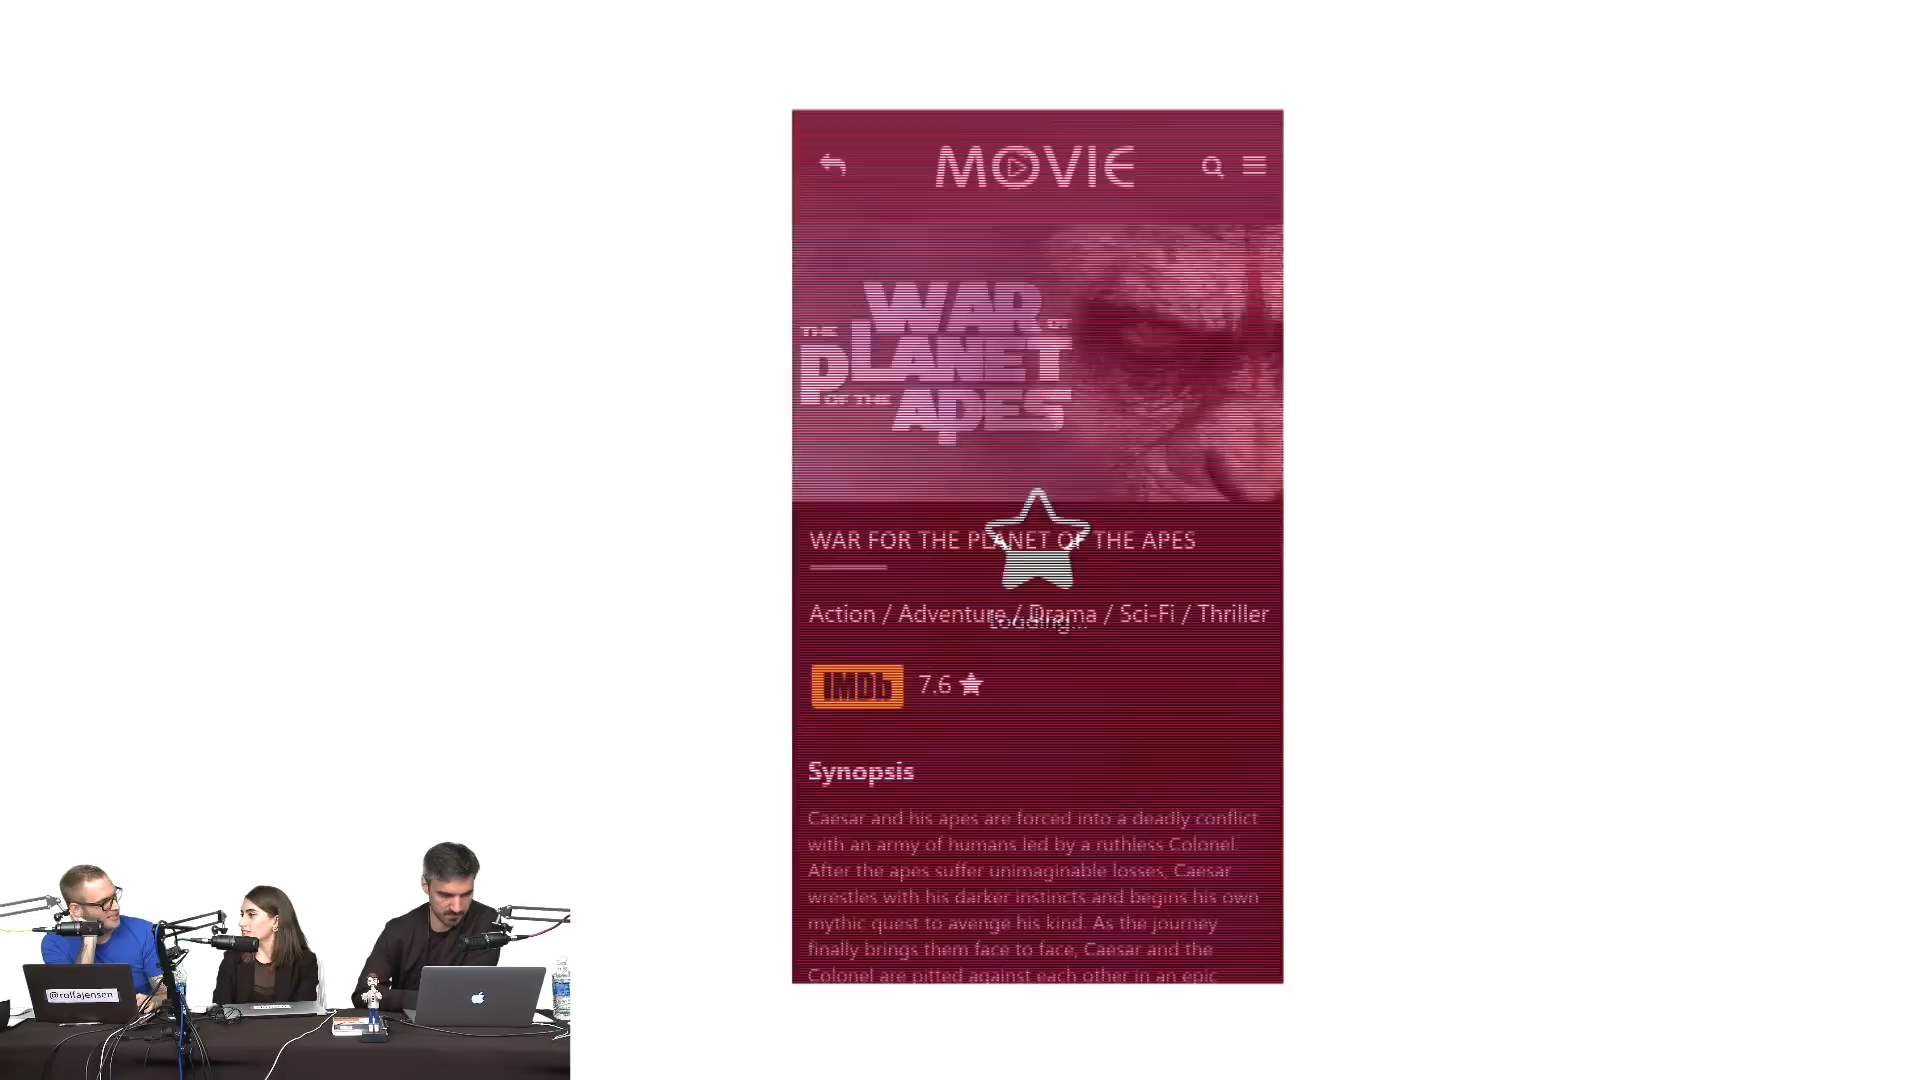 MOVIE
WAR OF
THE
PLANET
OF THE
APES
WAR FOR THE PLANET OF THE APES
Action / Adventure / Drama / Sci-Fi / Thriller
Loading...
IMDb 7.6
Synopsis
Caesar and his apes are forced into a deadly conflict
with an army of humans led by a ruthless Colonel.
After the apes suffer unimaginable losses, Caesar
wrestles with his darker instincts and begins his own
mythic quest to avenge his kind. As the journey
finally brings them face to face, Caesar and the
Colonel are pitted against each other in an epic
@rolfajensen